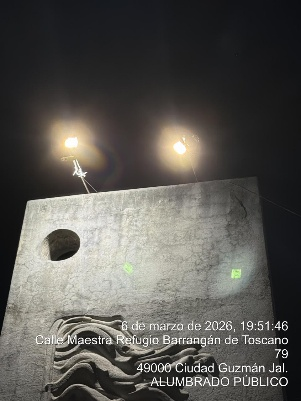 6 de marzo de 2026, 19:51:46
Calle Maestra Refugio Barrangán de Toscano
79
49000 Ciudad Guzmán Jal.
ALUMBRADO PÚBLICO